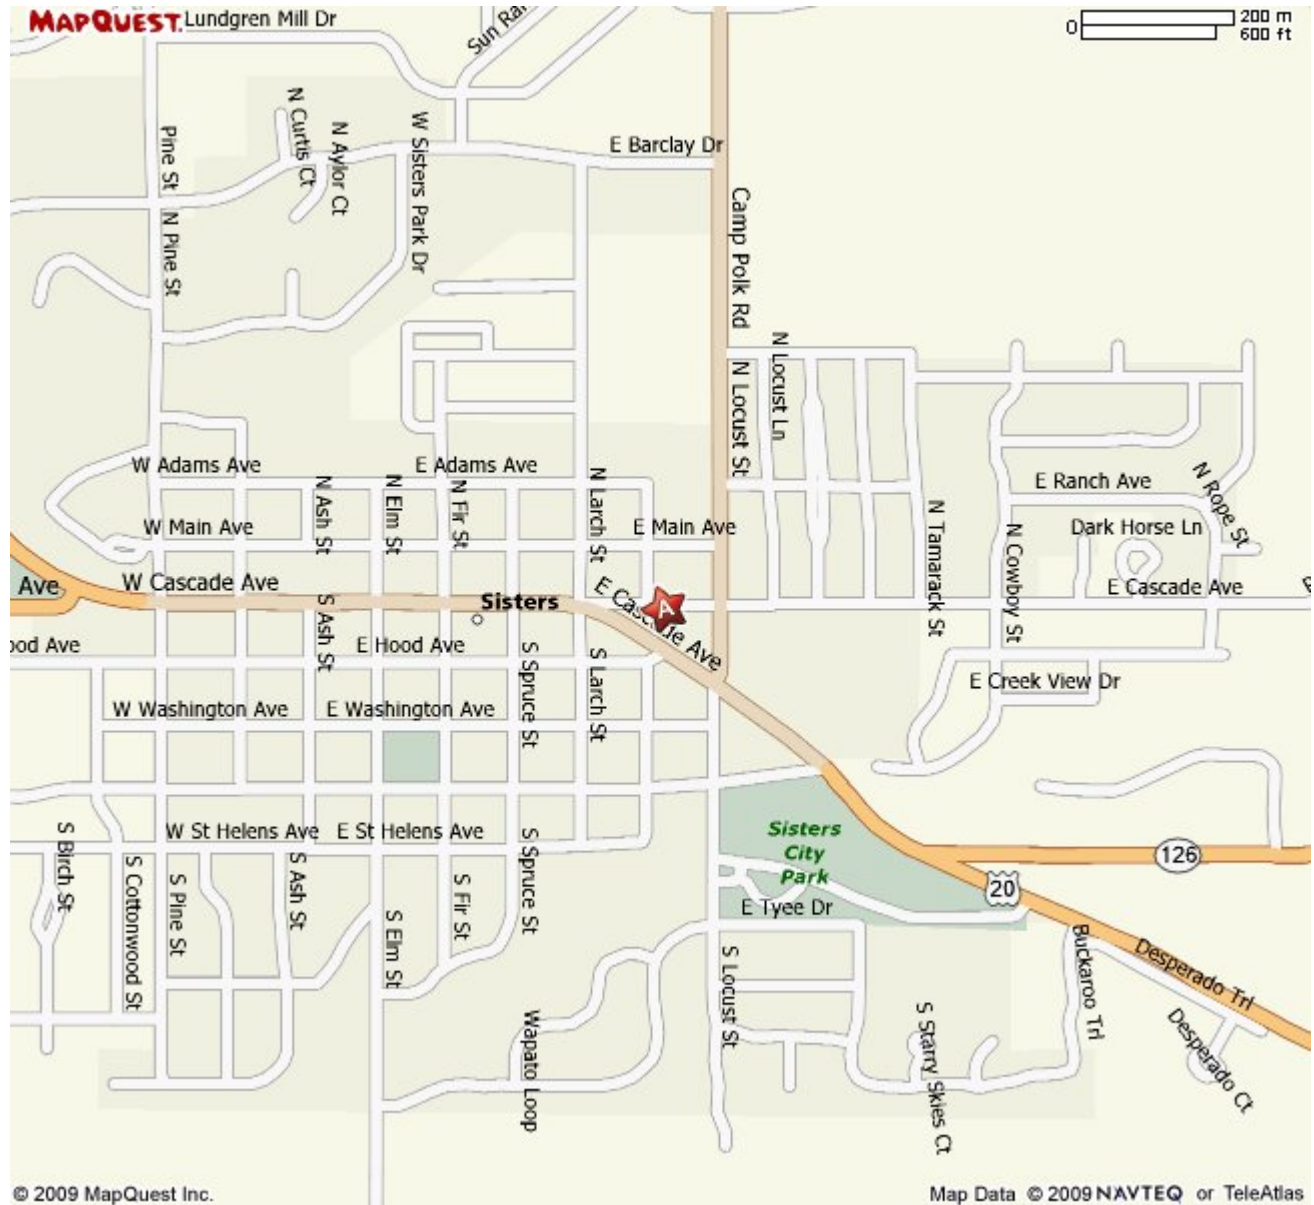 MAPQUEST.
Lundgren Mill Dr
Sun Ra
0
200 m
600 ft
N Curtis Ct
N Aylor Ct
W Sisters Park Dr
Pine St
E Barclay Dr
N Pine St
Camp Polk Rd
N Locust St
N Locust Ln
W Adams Ave
E Adams Ave
N Ash St
N Elm St
N Fir St
N Larch St
W Main Ave
E Main Ave
E Ranch Ave
N Rope St
Dark Horse Ln
N Tamarack St
N Cowboy St
Ave
W Cascade Ave
Sisters
E Cascade Ave
A
E Cascade Ave
S Ash St
ood Ave
E Hood Ave
S Spruce St
S Larch St
E Creek View Dr
W Washington Ave
E Washington Ave
W St Helens Ave
E St Helens Ave
S Birch St
S Cottonwood St
S Pine St
S Ash St
S Elm St
S Fir St
S Spruce St
Sisters
City
Park
126
20
E Tyee Dr
S Locust St
Buckaroo Trl
Desperado Trl
Desperado Ct
S Starry Skies Ct
Wapato Loop
© 2009 MapQuest Inc.
Map Data © 2009 NAVTEQ or TeleAtlas